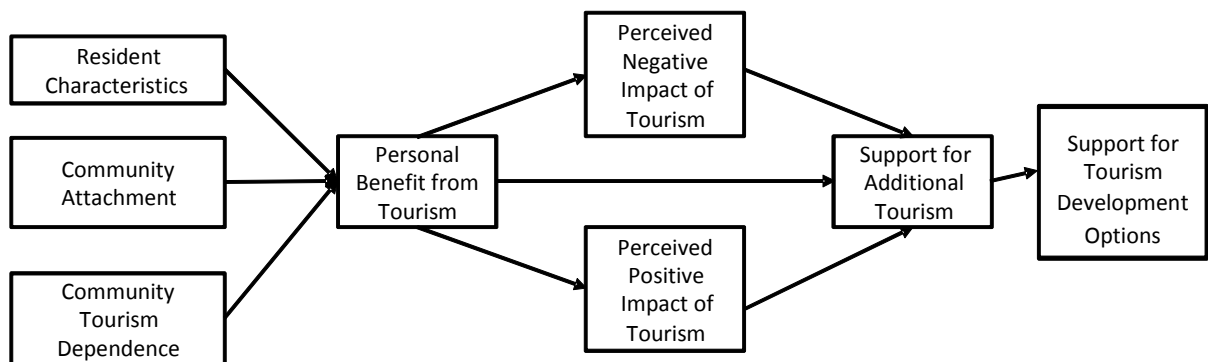 Resident
Characteristics
Community
Attachment
Community
Tourism
Dependence
Personal
Benefit from
Tourism
Perceived
Negative
Impact of
Tourism
Perceived
Positive
Impact of
Tourism
Support for
Additional
Tourism
Support for
Tourism
Development
Options